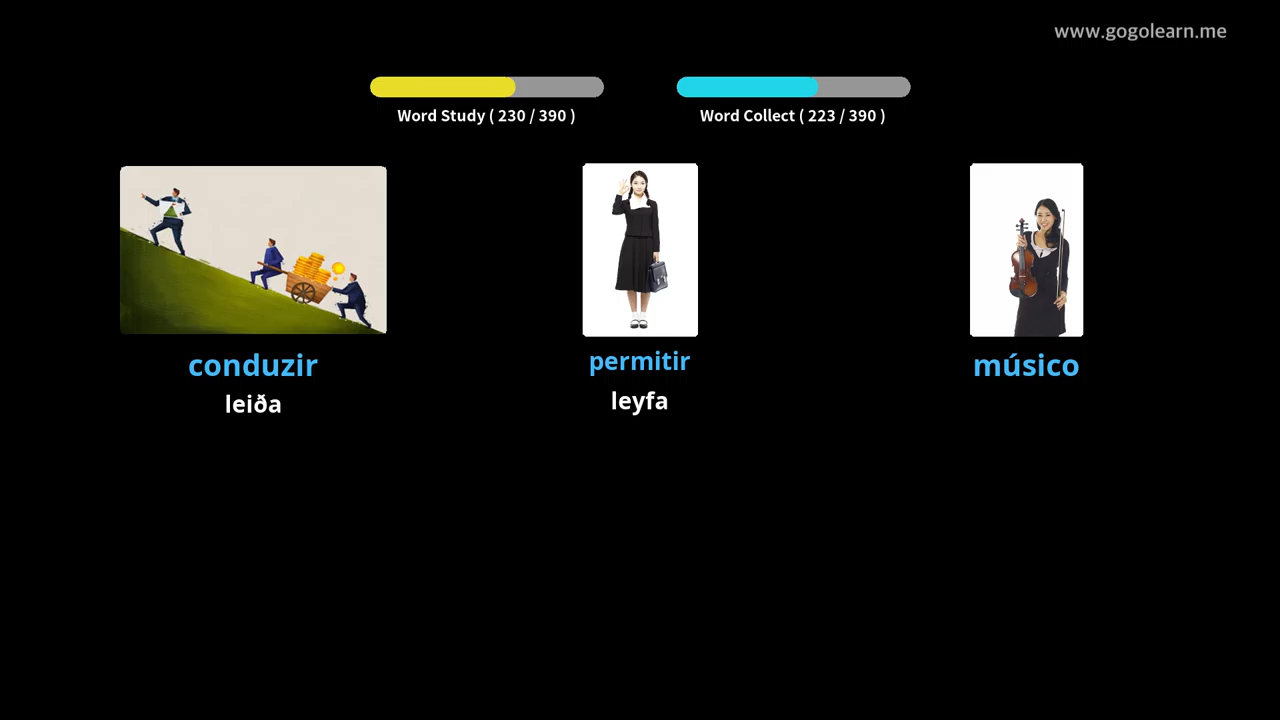 www.gogolearn.me
Word Study ( 230 / 390 )
Word Collect ( 223 / 390 )
conduzir
leiða
permitir
leyfa
músico